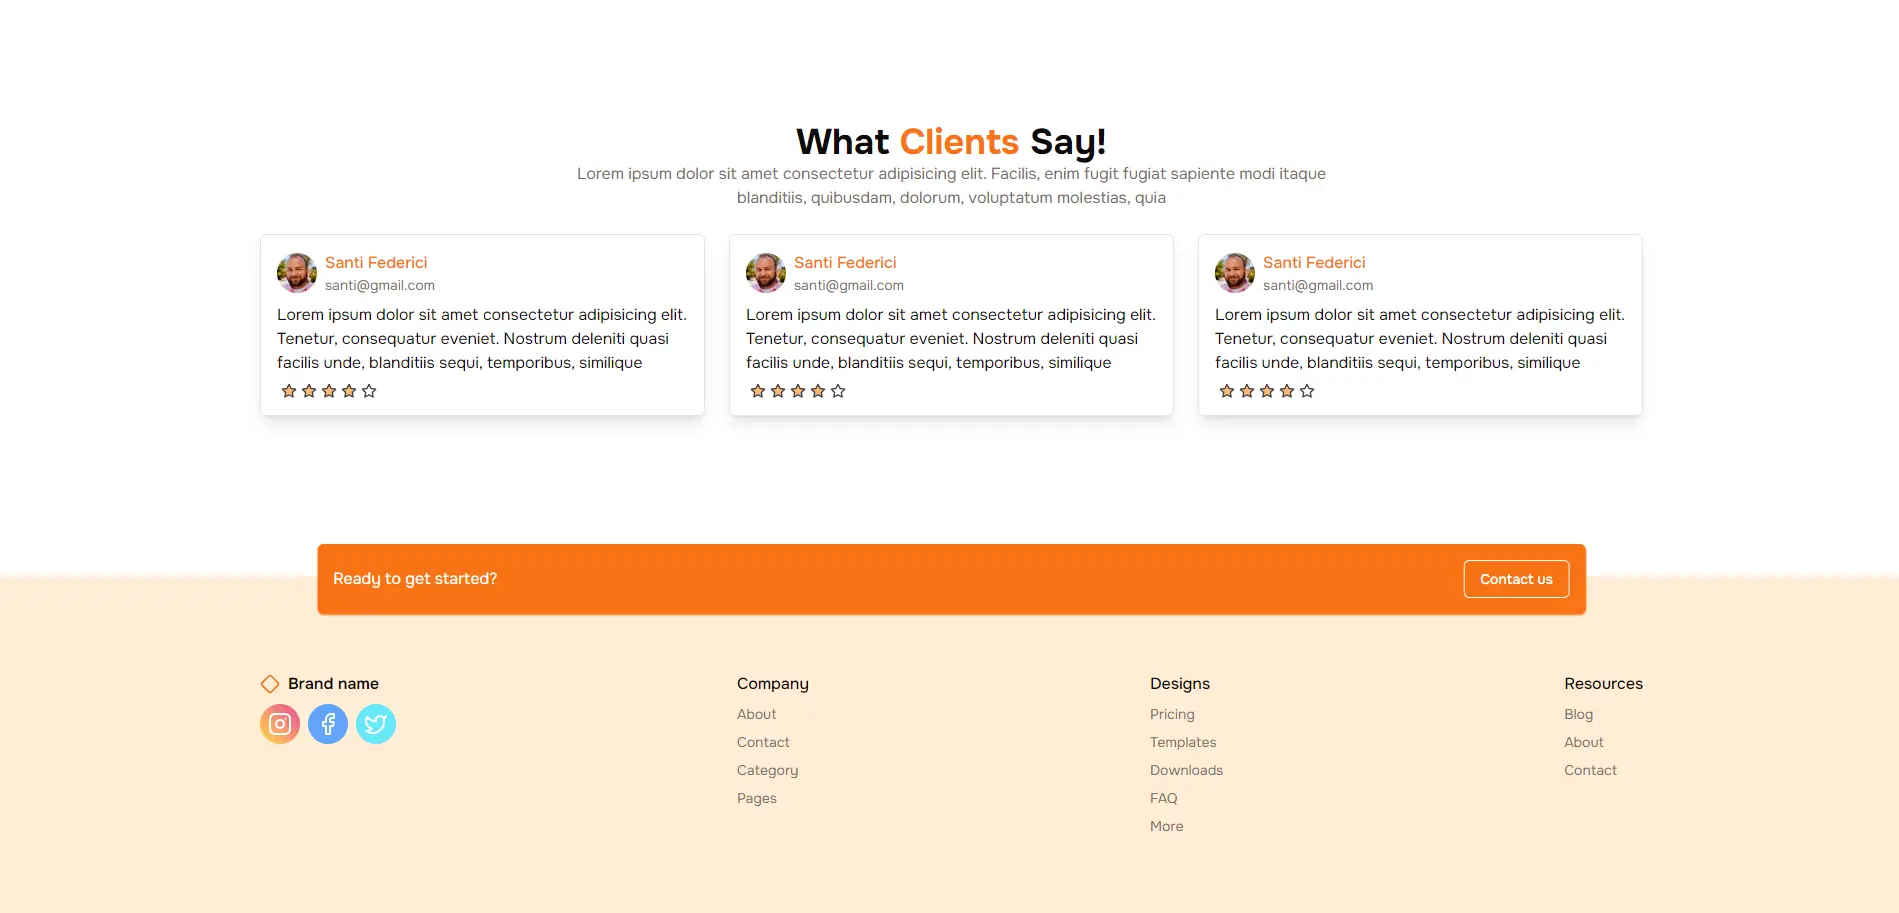 What Clients Say!
Lorem ipsum dolor sit amet consectetur adipisicing elit. Facilis, enim fugit fugiat sapiente modi itaque
blanditiis, quibusdam, dolorum, voluptatum molestias, quia
Santi Federici
santi@gmail.com
Lorem ipsum dolor sit amet consectetur adipisicing elit.
Tenetur, consequatur eveniet. Nostrum deleniti quasi
facilis unde, blanditiis sequi, temporibus, similique
Santi Federici
santi@gmail.com
Lorem ipsum dolor sit amet consectetur adipisicing elit.
Tenetur, consequatur eveniet. Nostrum deleniti quasi
facilis unde, blanditiis sequi, temporibus, similique
Santi Federici
santi@gmail.com
Lorem ipsum dolor sit amet consectetur adipisicing elit.
Tenetur, consequatur eveniet. Nostrum deleniti quasi
facilis unde, blanditiis sequi, temporibus, similique
Ready to get started?
Contact us
Brand name
Company
About
Contact
Category
Pages
Designs
Pricing
Templates
Downloads
FAQ
More
Resources
Blog
About
Contact